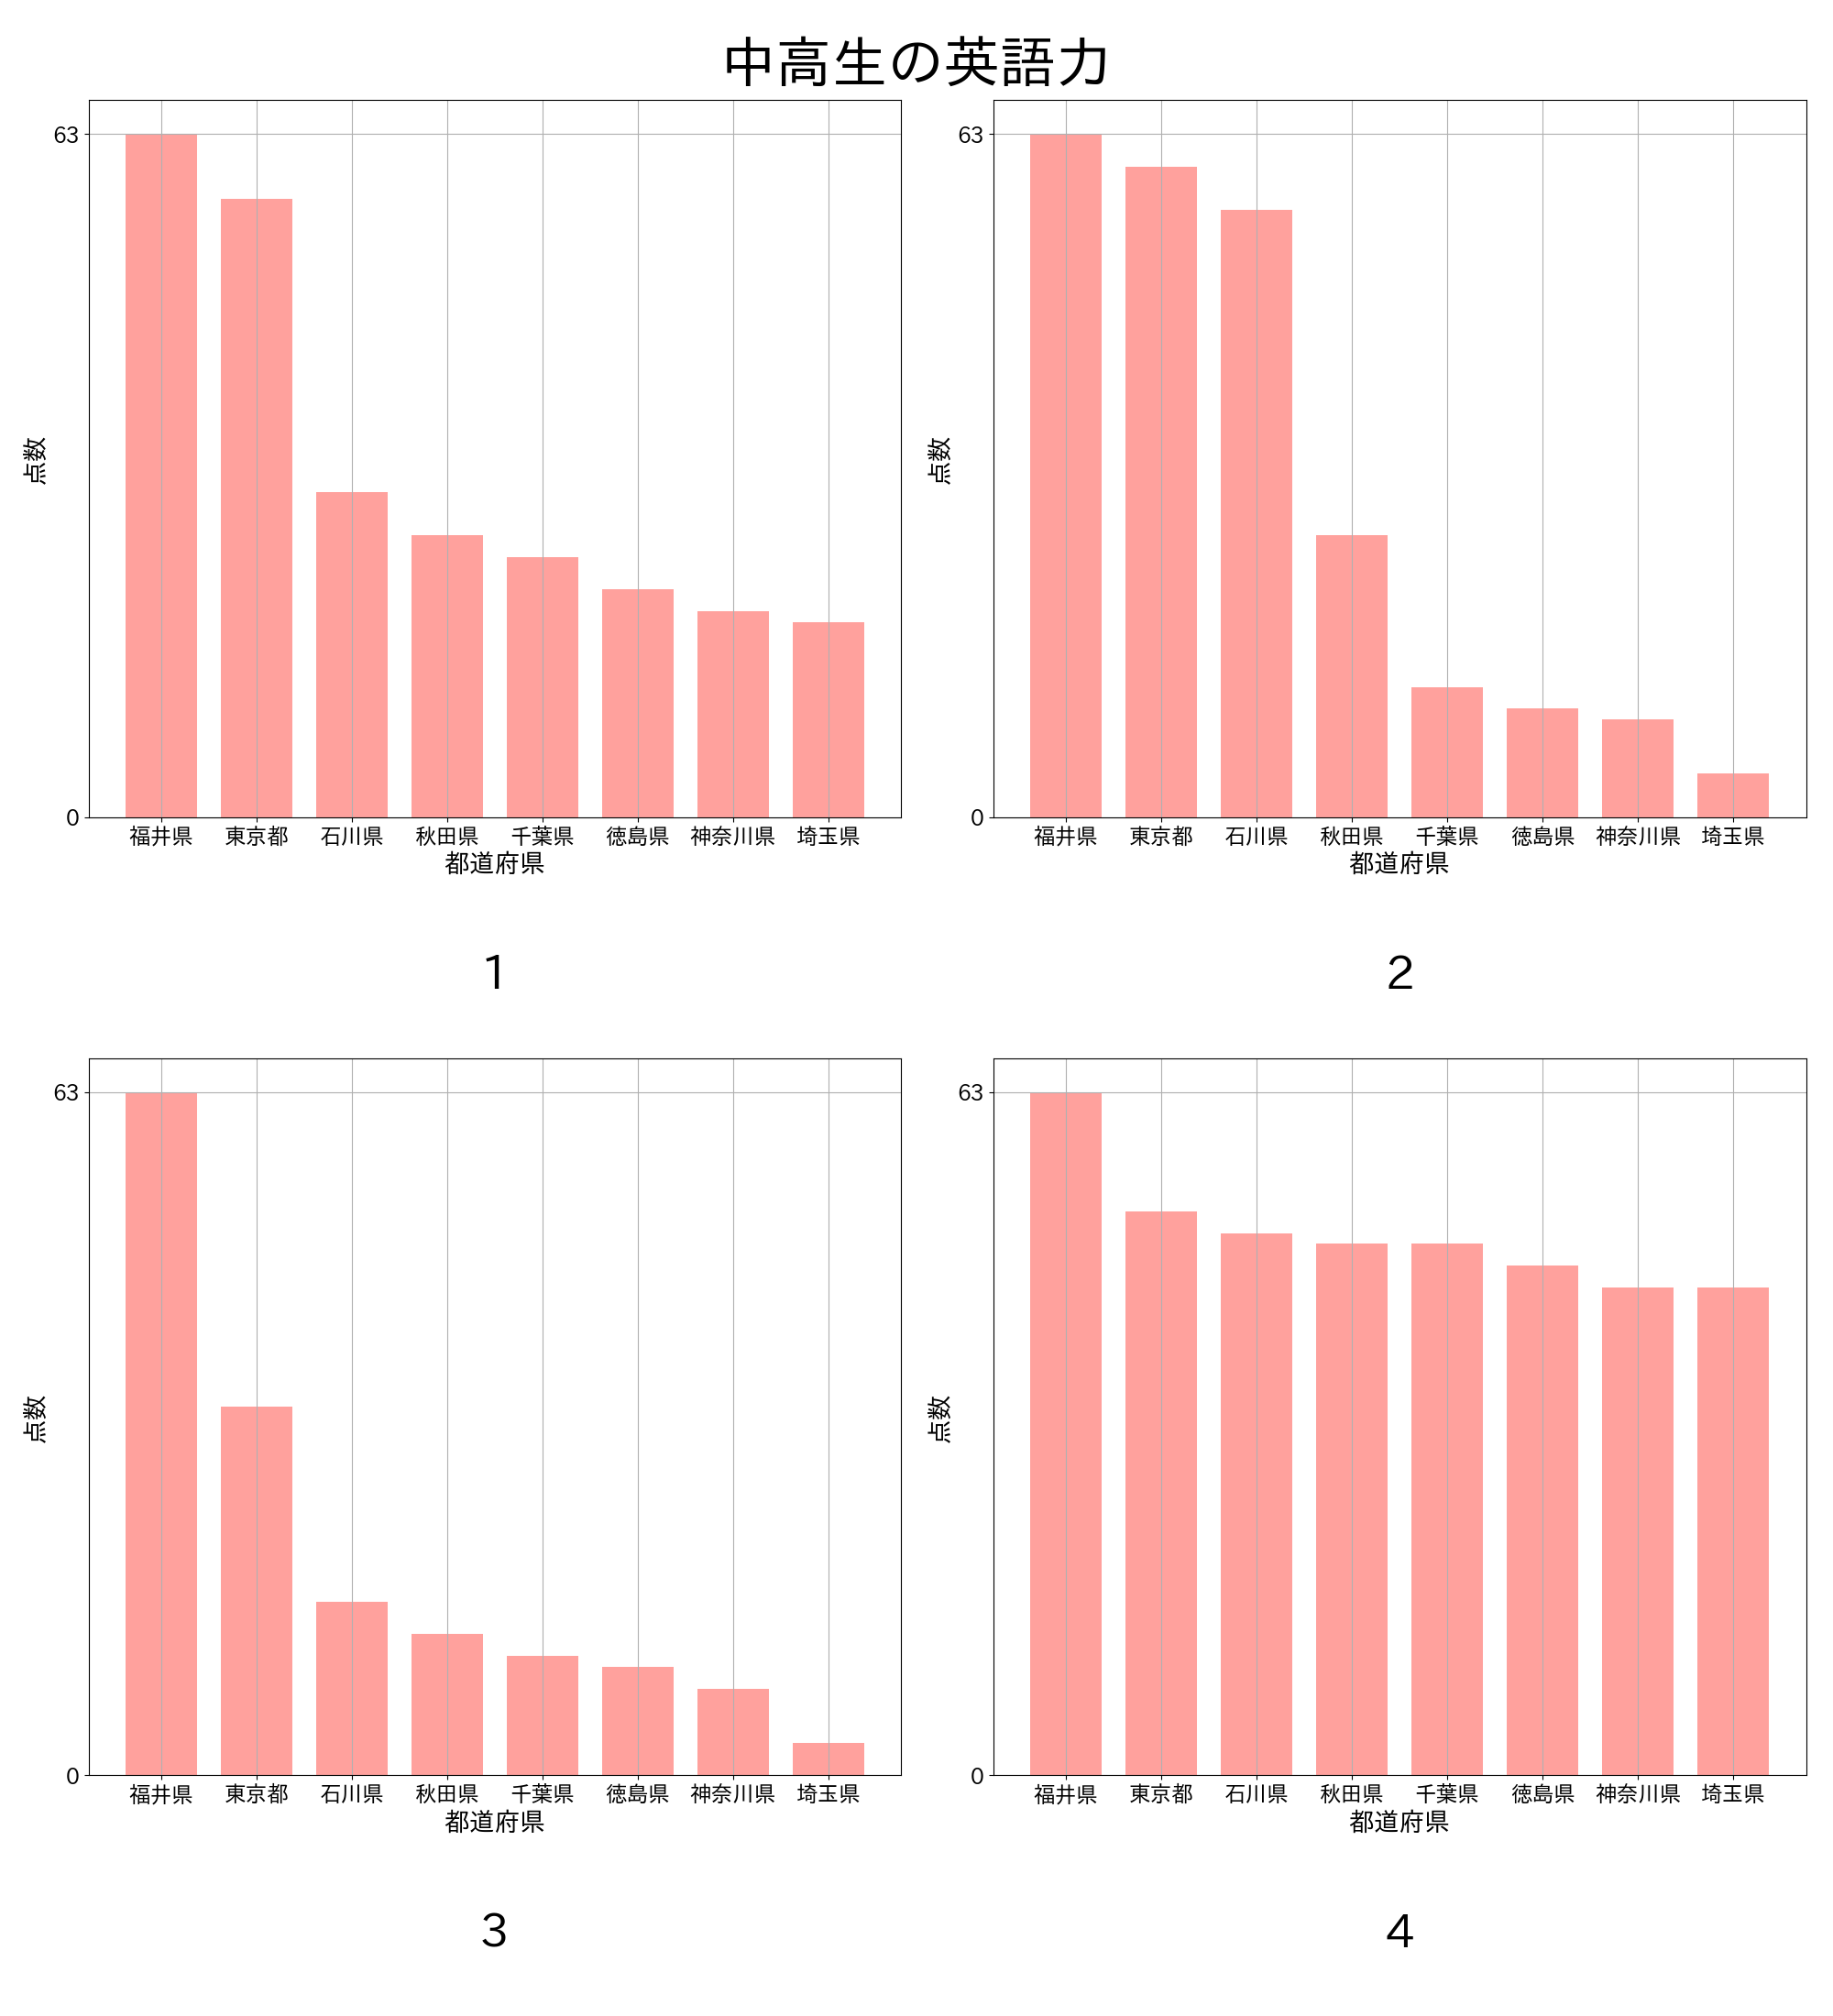 中高生の英語力
63
0
点数
福井県 東京都 石川県 秋田県 千葉県 徳島県 神奈川県 埼玉県
都道府県
1
63
0
点数
福井県 東京都 石川県 秋田県 千葉県 徳島県 神奈川県 埼玉県
都道府県
2
63
0
点数
福井県 東京都 石川県 秋田県 千葉県 徳島県 神奈川県 埼玉県
都道府県
3
63
0
点数
福井県 東京都 石川県 秋田県 千葉県 徳島県 神奈川県 埼玉県
都道府県
4